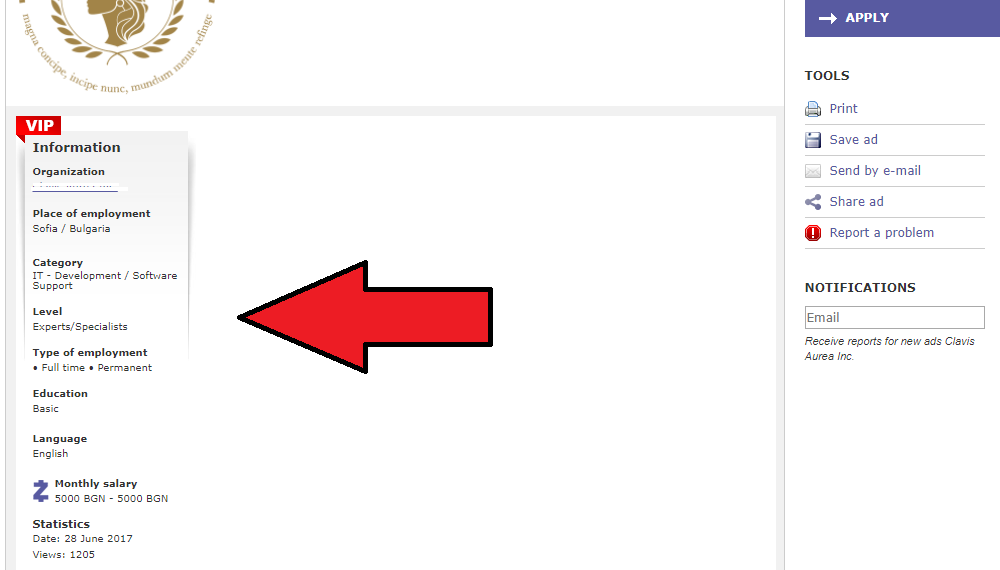 magna concipe, incipe nunc, mundum mente refinge
APPLY
VIP
Information
Organization
Place of employment
Sofia / Bulgaria
Category
IT - Development / Software
Support
Level
Experts/Specialists
Type of employment
• Full time • Permanent
Education
Basic
Language
English
Monthly salary
5000 BGN - 5000 BGN
Statistics
Date: 28 June 2017
Views: 1205
TOOLS
Print
Save ad
Send by e-mail
Share ad
Report a problem
NOTIFICATIONS
Email
Receive reports for new ads Clavis
Aurea Inc.